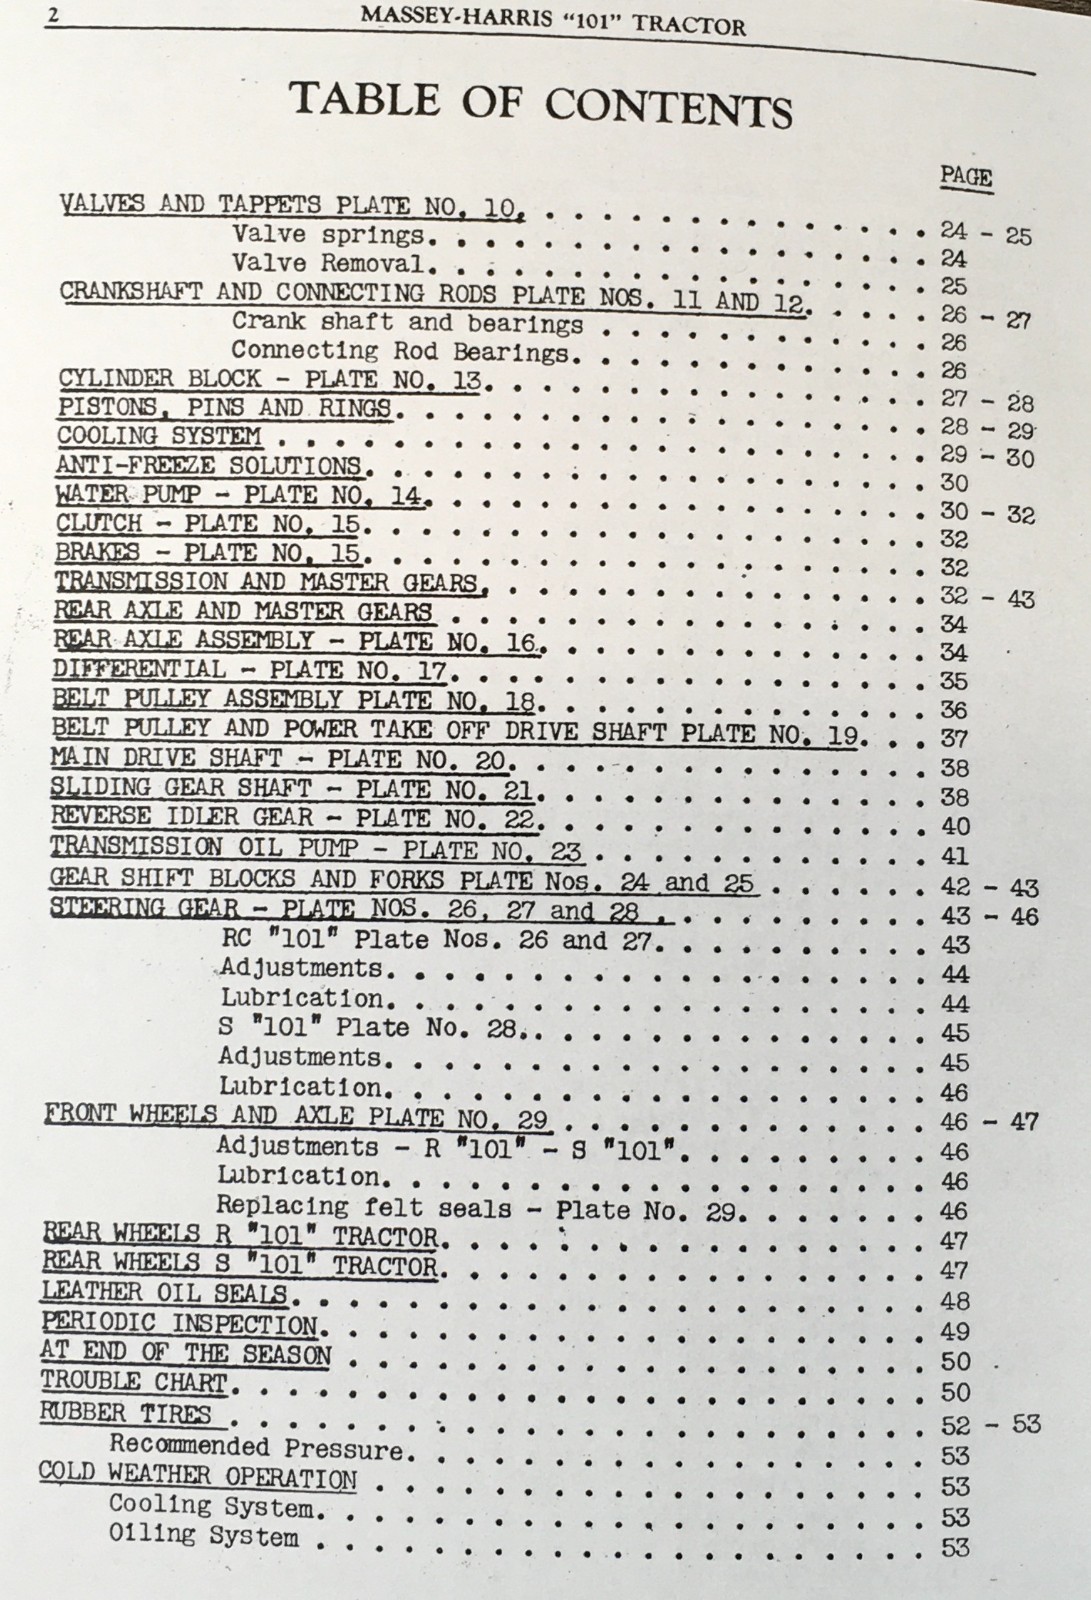 2 MASSEY-HARRIS “101” TRACTOR
TABLE OF CONTENTS
PAGE
VALVES AND TAPPETS PLATE NO. 10. . . . . . . . . . . . . . 24 - 25
Valve springs. . . . . . . . . . . . . . . . . 24
Valve Removal. . . . . . . . . . . . . . . . . 25
CRANKSHAFT AND CONNECTING RODS PLATE NOS. 11 AND 12. . . . . 26 - 27
Crank shaft and bearings . . . . . . . . . . . . 26
Connecting Rod Bearings. . . . . . . . . . . . . 26
CYLINDER BLOCK - PLATE NO. 13. . . . . . . . . . . . . . . 27 - 28
PISTONS, PINS AND RINGS. . . . . . . . . . . . . . . . . . 28 - 29
COOLING SYSTEM . . . . . . . . . . . . . . . . . . . . . . 29 - 30
ANTI-FREEZE SOLUTIONS. . . . . . . . . . . . . . . . . . . 30
WATER PUMP - PLATE NO. 14. . . . . . . . . . . . . . . . . 30 - 32
CLUTCH - PLATE NO. 15. . . . . . . . . . . . . . . . . . . 32
BRAKES - PLATE NO. 15. . . . . . . . . . . . . . . . . . . 32
TRANSMISSION AND MASTER GEARS. . . . . . . . . . . . . . . 32 - 43
REAR AXLE AND MASTER GEARS . . . . . . . . . . . . . . . . 34
REAR AXLE ASSEMBLY - PLATE NO. 16. . . . . . . . . . . . . 34
DIFFERENTIAL - PLATE NO. 17. . . . . . . . . . . . . . . . 35
BELT PULLEY ASSEMBLY PLATE NO. 18. . . . . . . . . . . . . 36
BELT PULLEY AND POWER TAKE OFF DRIVE SHAFT PLATE NO. 19. . . 37
MAIN DRIVE SHAFT - PLATE NO. 20. . . . . . . . . . . . . . 38
SLIDING GEAR SHAFT - PLATE NO. 21. . . . . . . . . . . . . 38
REVERSE IDLER GEAR - PLATE NO. 22. . . . . . . . . . . . . 40
TRANSMISSION OIL PUMP - PLATE NO. 23 . . . . . . . . . . . 41
GEAR SHIFT BLOCKS AND FORKS PLATE Nos. 24 and 25 . . . . . . 42 - 43
STEERING GEAR - PLATE NOS. 26, 27 and 28 . . . . . . . . . 43 - 46
RC "101" Plate Nos. 26 and 27. . . . . . . . . . 43
Adjustments. . . . . . . . . . . . . . . . . . . 44
Lubrication. . . . . . . . . . . . . . . . . . . 44
S "101" Plate No. 28.. . . . . . . . . . . . . . 45
Adjustments. . . . . . . . . . . . . . . . . . . 45
Lubrication. . . . . . . . . . . . . . . . . . . 46
FRONT WHEELS AND AXLE PLATE NO. 29 . . . . . . . . . . . . 46 - 47
Adjustments - R "101" - S "101". . . . . . . . . 46
Lubrication. . . . . . . . . . . . . . . . . . . 46
Replacing felt seals - Plate No. 29. . . . . . . 46
REAR WHEELS R "101" TRACTOR. . . . . . . . . . . . . . . . 47
REAR WHEELS S "101" TRACTOR. . . . . . . . . . . . . . . . 47
LEATHER OIL SEALS. . . . . . . . . . . . . . . . . . . . . 48
PERIODIC INSPECTION. . . . . . . . . . . . . . . . . . . . 49
AT END OF THE SEASON . . . . . . . . . . . . . . . . . . . 50
TROUBLE CHART. . . . . . . . . . . . . . . . . . . . . . . 50
RUBBER TIRES . . . . . . . . . . . . . . . . . . . . . . . 52 - 53
Recommended Pressure. . . . . . . . . . . . . . . . . 53
COLD WEATHER OPERATION . . . . . . . . . . . . . . . . . . 53
Cooling System. . . . . . . . . . . . . . . . . . . . 53
Oiling System . . . . . . . . . . . . . . . . . . . . 53